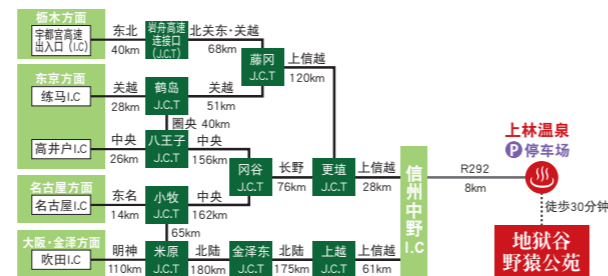 栃木方面
宇都宫高速
出入口（I.C）
东北
40km
岩舟高速
连接口
（J.C.T）
北关东·关越
68km
藤冈
J.C.T
上信越
120km
东京方面
练马I.C
关越
28km
鹤岛
J.C.T
关越
51km
圏央 40km
高井户I.C
中央
26km
八王子
J.C.T
中央
156km
冈谷
J.C.T
长野
76km
更埴
J.C.T
上信越
28km
名古屋方面
名古屋I.C
东名
14km
小牧
J.C.T
中央
162km
65km
大阪·金泽方面
吹田I.C
明神
110km
米原
J.C.T
北陆
180km
金泽东
J.C.T
北陆
175km
上越
J.C.T
上信越
61km
信州中野I.C
R292
8km
上林温泉
P停车场
徒步30分钟
地狱谷
野猿公苑